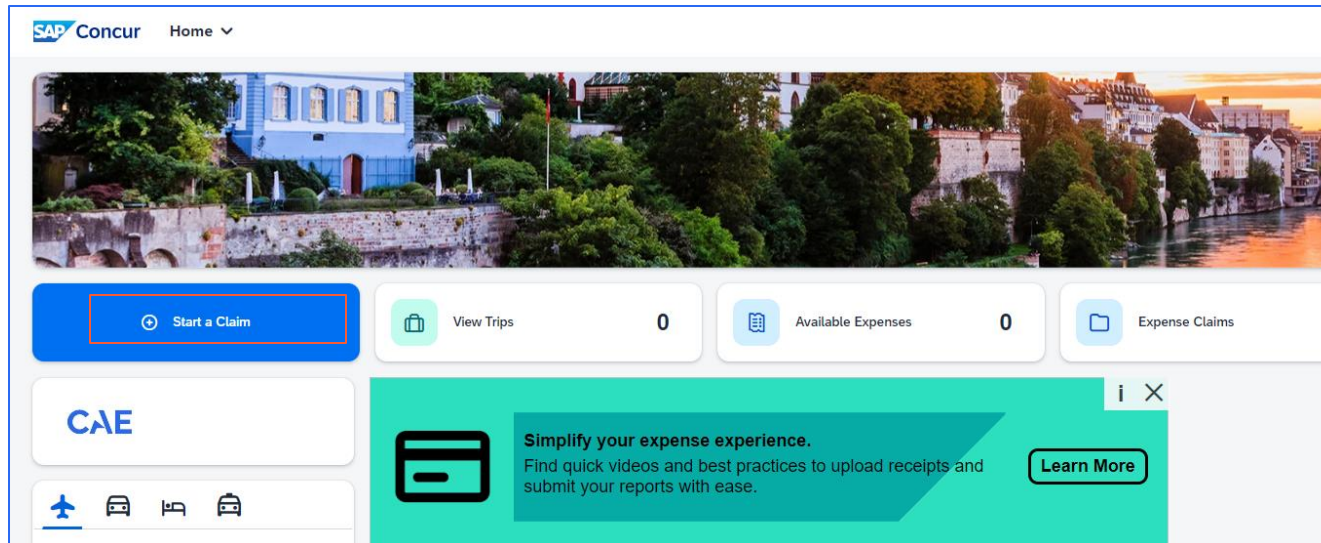 SAP Concur Home
Start a Claim
View Trips 0
Available Expenses 0
Expense Claims
CAE
i
Simplify your expense experience.
Find quick videos and best practices to upload receipts and
submit your reports with ease.
Learn More